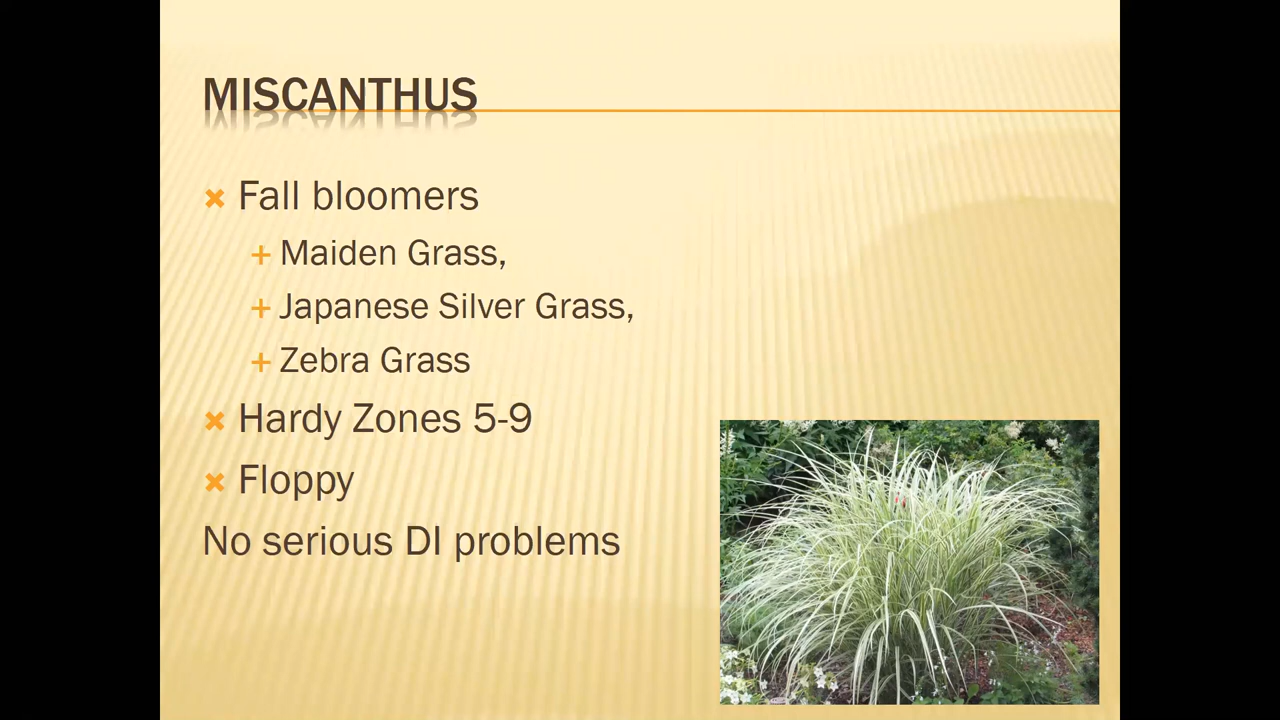 MISCANTHUS
Fall bloomers
Maiden Grass,
Japanese Silver Grass,
Zebra Grass
Hardy Zones 5-9
Floppy
No serious DI problems